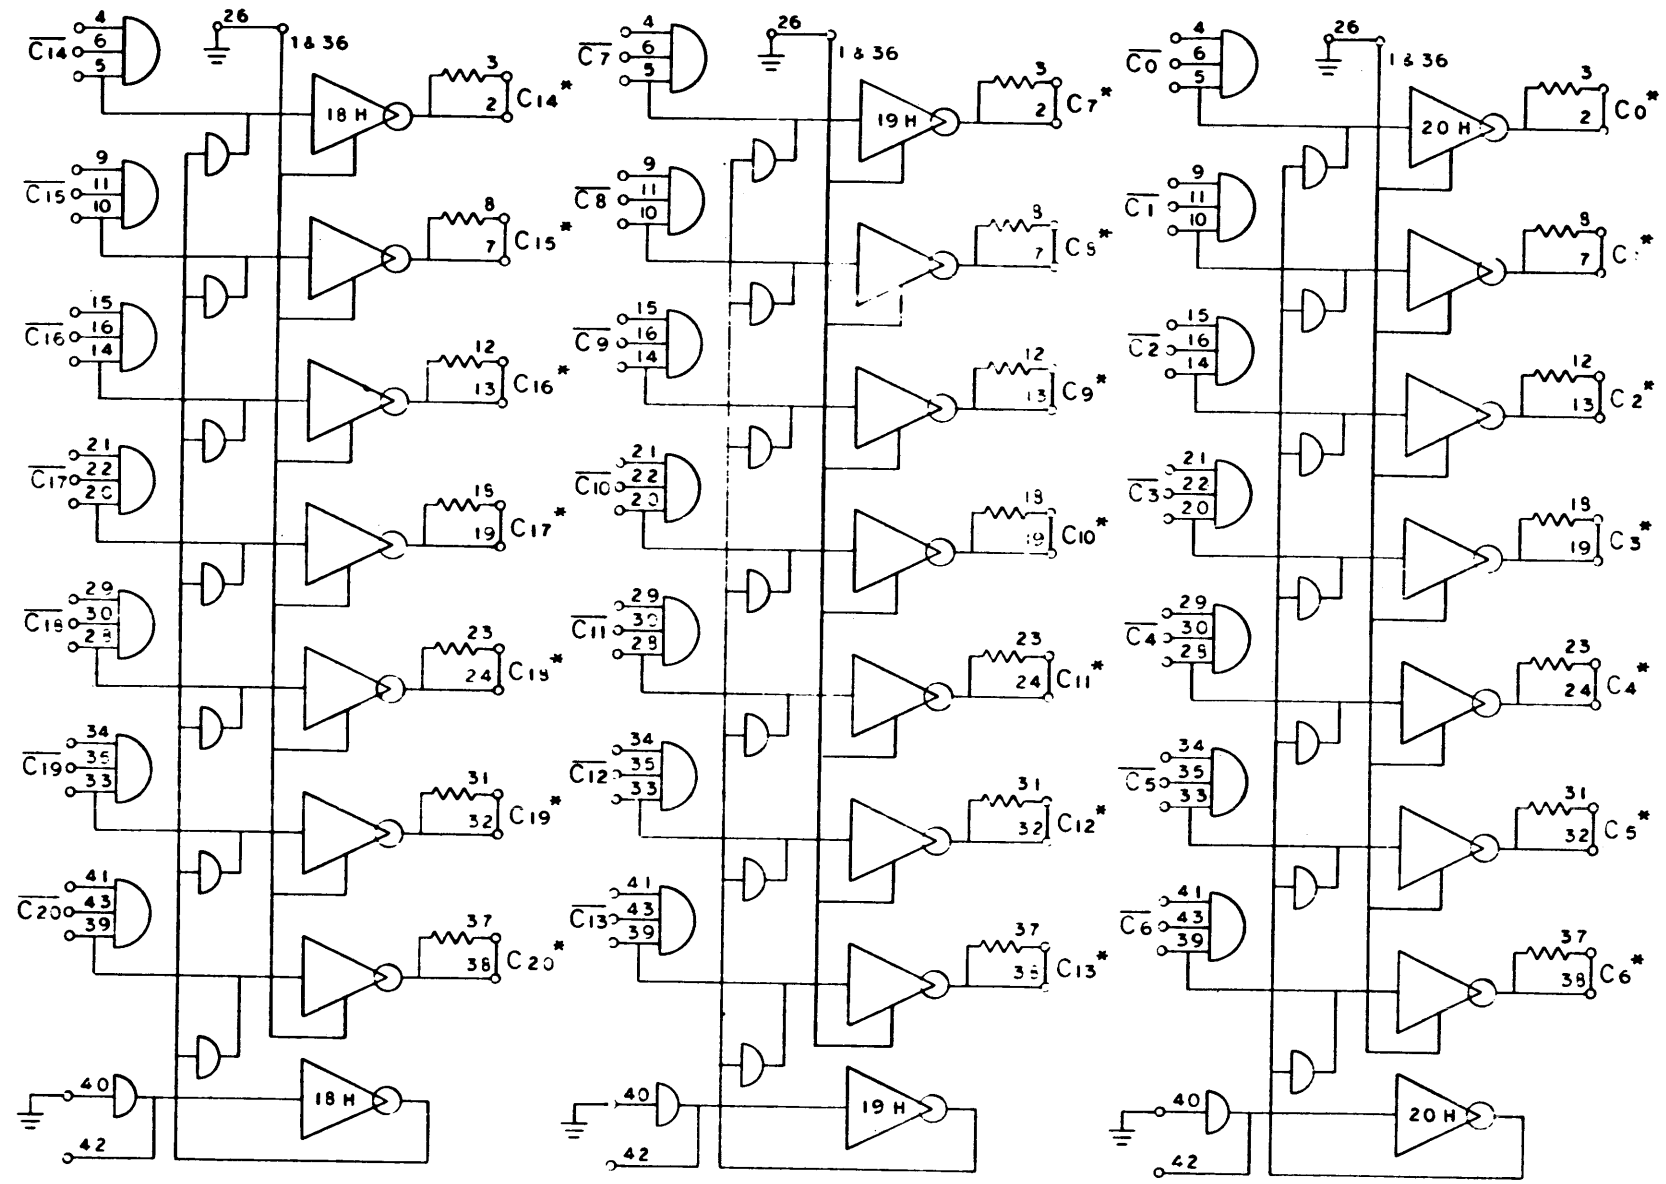 4
C14 6
5
26
1 & 36
18 H
3
2
C14*
9
C15 11
10
8
7
C15*
15
C16 16
14
12
13
C16*
21
C17 22
20
18
19
C17*
29
C18 30
28
23
24
C18*
34
C19 35
33
31
32
C19*
41
C20 43
39
37
38
C20*
40
18 H
42
4
C7 6
5
26
1 & 36
19 H
3
2
C7*
9
C8 11
10
8
7
C8*
15
C9 16
14
12
13
C9*
21
C10 22
20
18
19
C10*
29
C11 30
28
23
24
C11*
34
C12 35
33
31
32
C12*
41
C13 43
39
37
38
C13*
40
19 H
42
4
C0 6
5
26
1 & 36
20 H
3
2
C0*
9
C1 11
10
8
7
C *
15
C2 16
14
12
13
C2*
21
C3 22
20
18
19
C3*
29
C4 30
28
23
24
C4*
34
C5 35
33
31
32
C5*
41
C6 43
39
37
38
C6*
40
20 H
42